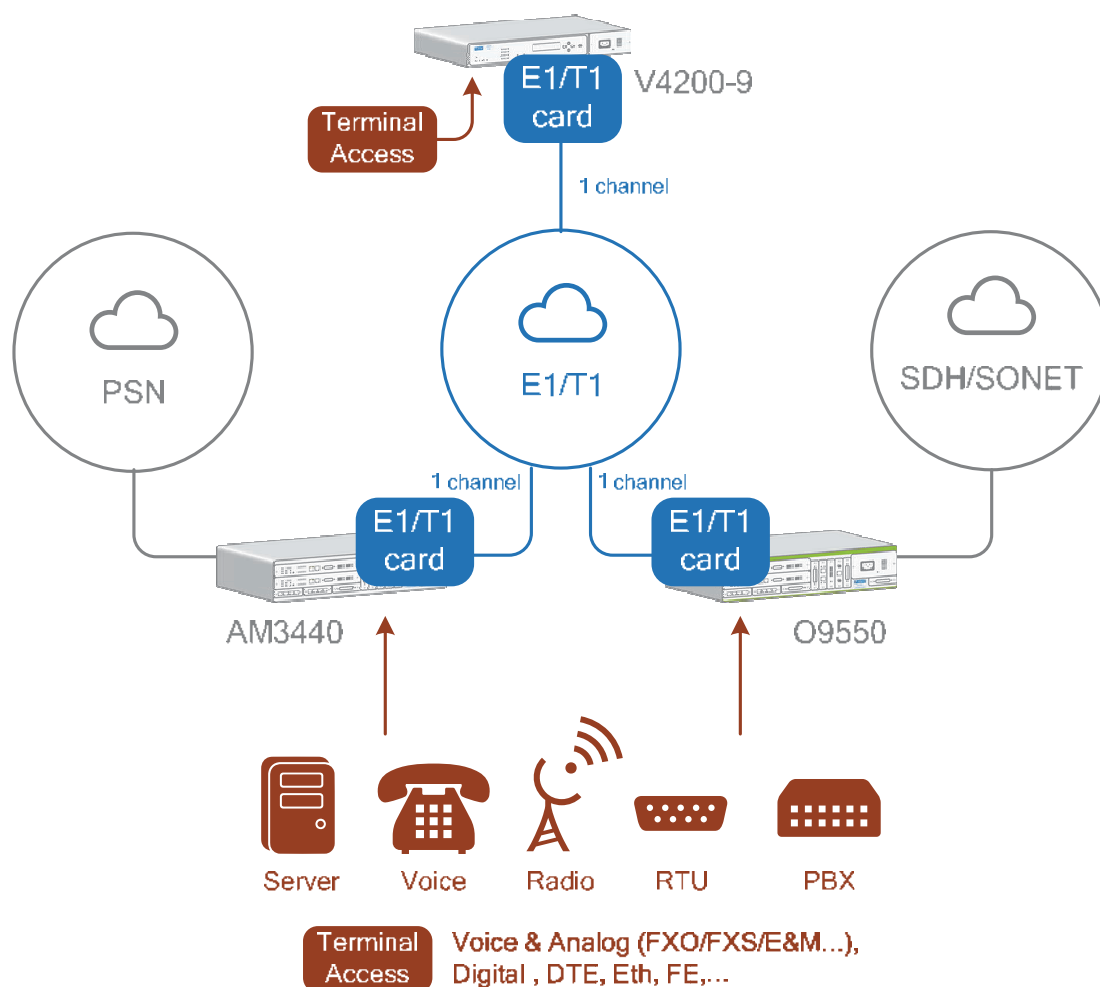 E1/T1
card
V4200-9
Terminal
Access
1 channel
PSN
E1/T1
SDH/SONET
1 channel
1 channel
E1/T1
card
E1/T1
card
AM3440
O9550
Server
Voice
Radio
RTU
PBX
Terminal
Access
Voice & Analog (FXO/FXS/E&M...),
Digital , DTE, Eth, FE,...